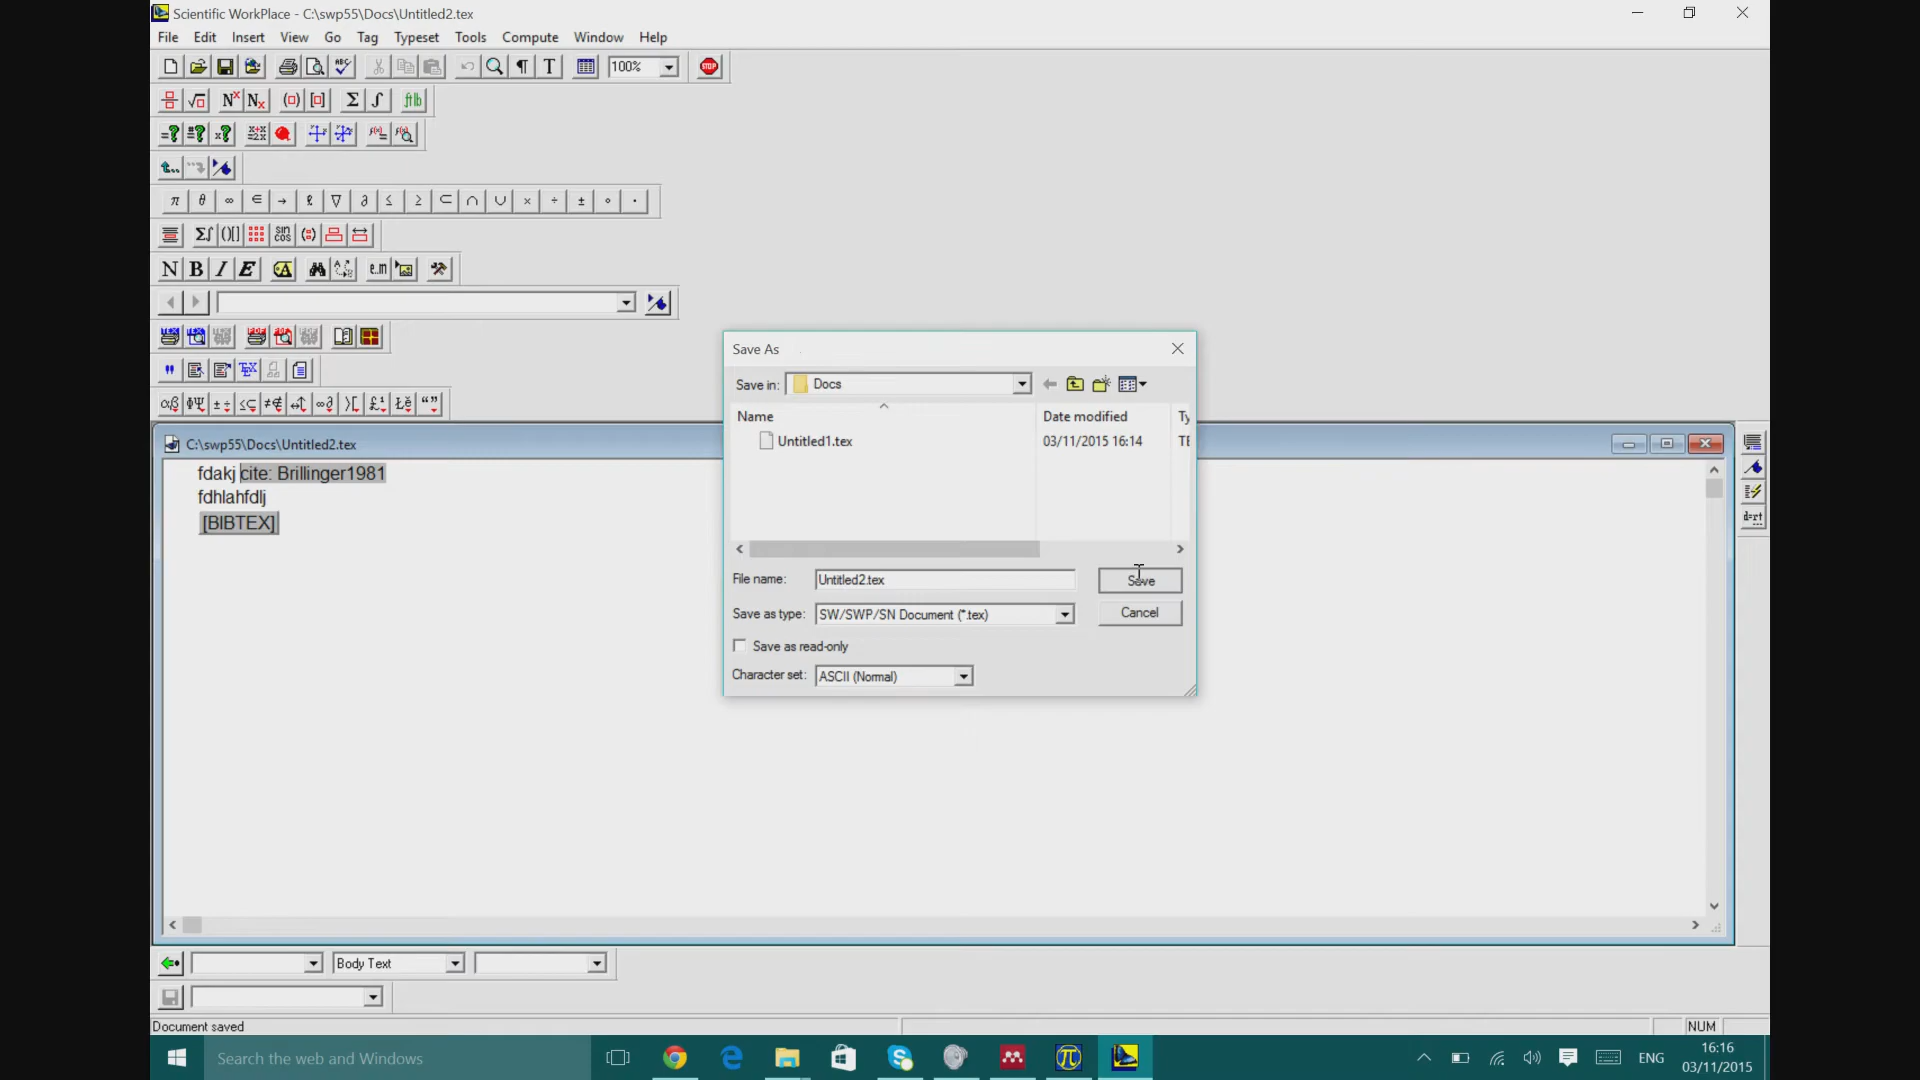 Scientific WorkPlace - C:\swp55\Docs\Untitled2.tex
File Edit Insert View Go Tag Typeset Tools Compute Window Help
100%
STOP
π θ ∞ ∈ → ℓ ∇ ∂ ≤ ≥ ⊂ ∩ ∪ × ÷ ± ∘ ·
N B I E
Save As
Save in: Docs
Name Date modified Ty
Untitled1.tex 03/11/2015 16:14 TE
File name: Untitled2.tex Save
Save as type: SW/SWP/SN Document (*.tex) Cancel
Save as read-only
Character set: ASCII (Normal)
C:\swp55\Docs\Untitled2.tex
fdakj cite: Brillinger1981
fdhlahfdlj
[BIBTEX]
Body Text
Document saved NUM
Search the web and Windows
ENG
16:16
03/11/2015